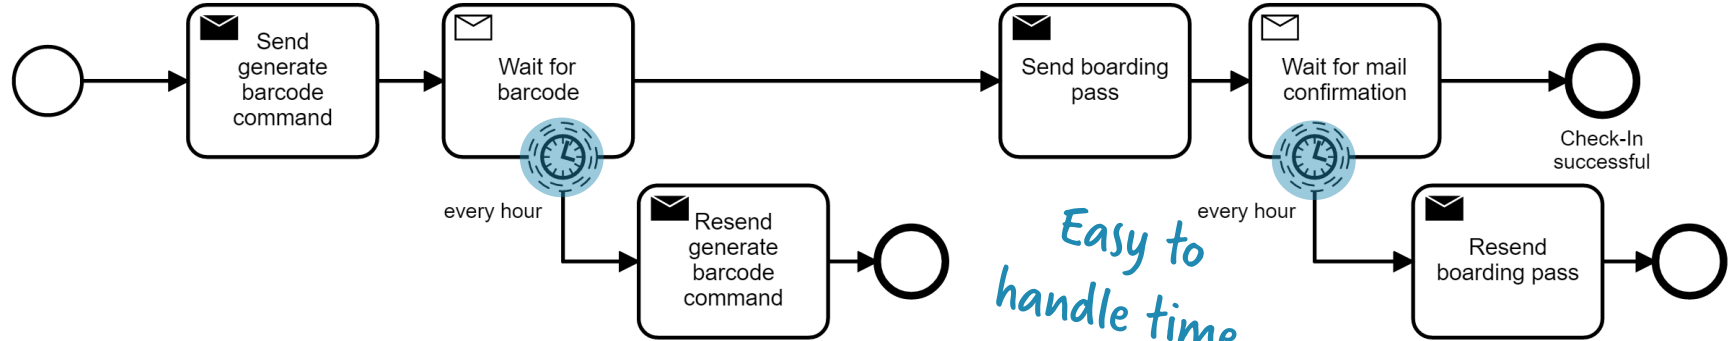 Send
generate
barcode
command
Wait for
barcode
Send boarding
pass
Wait for mail
confirmation
Check-In
successful
every hour
Resend
generate
barcode
command
Easy to
handle time
every hour
Resend
boarding pass